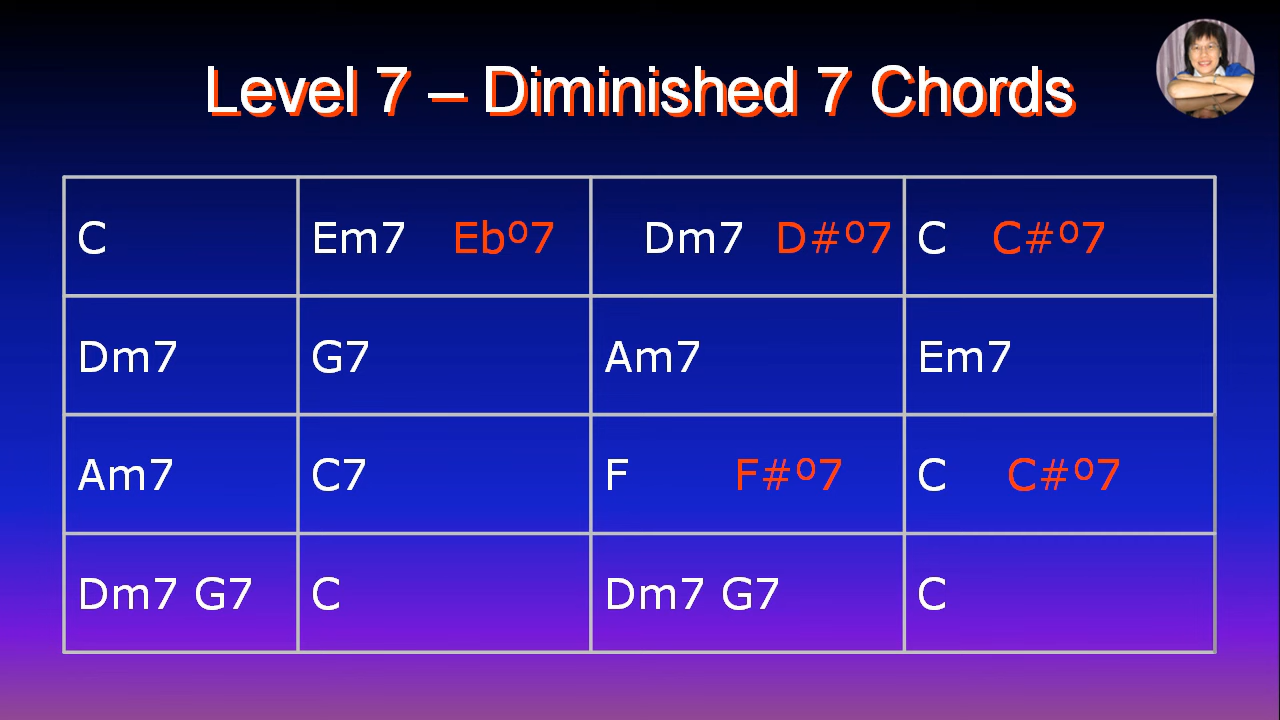 Level 7 – Diminished 7 Chords
C Em7 Ebº7 Dm7 D#º7 C C#º7
Dm7 G7 Am7 Em7
Am7 C7 F F#º7 C C#º7
Dm7 G7 C Dm7 G7 C